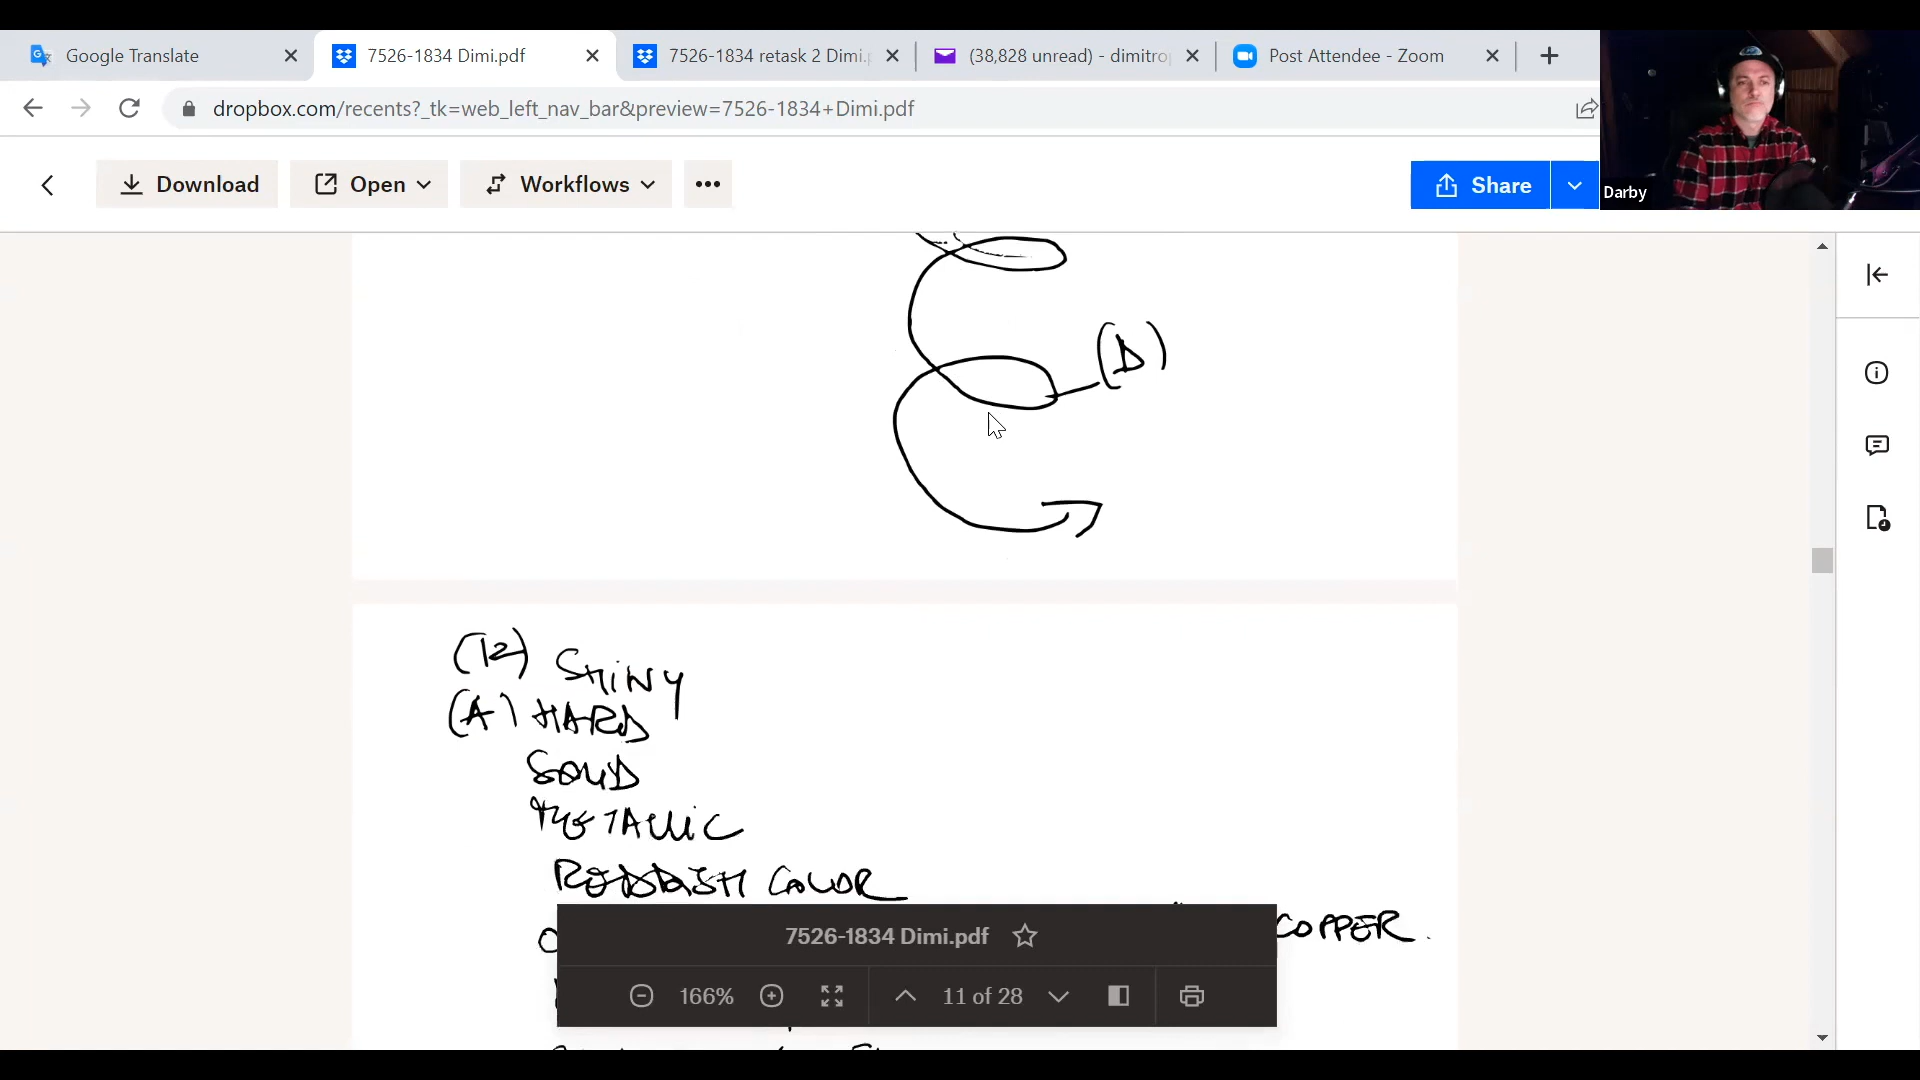 Google Translate
7526-1834 Dimi.pdf
7526-1834 retask 2 Dimi.p
(38,828 unread) - dimitrop
Post Attendee - Zoom
dropbox.com/recents?_tk=web_left_nav_bar&preview=7526-1834+Dimi.pdf
Download
Open
Workflows
Share
Darby
(D)
(12) SHINY
(A) HARD
SOLID
METALLIC
REDDISH COLOR
COPPER.
7526-1834 Dimi.pdf
166%
11 of 28